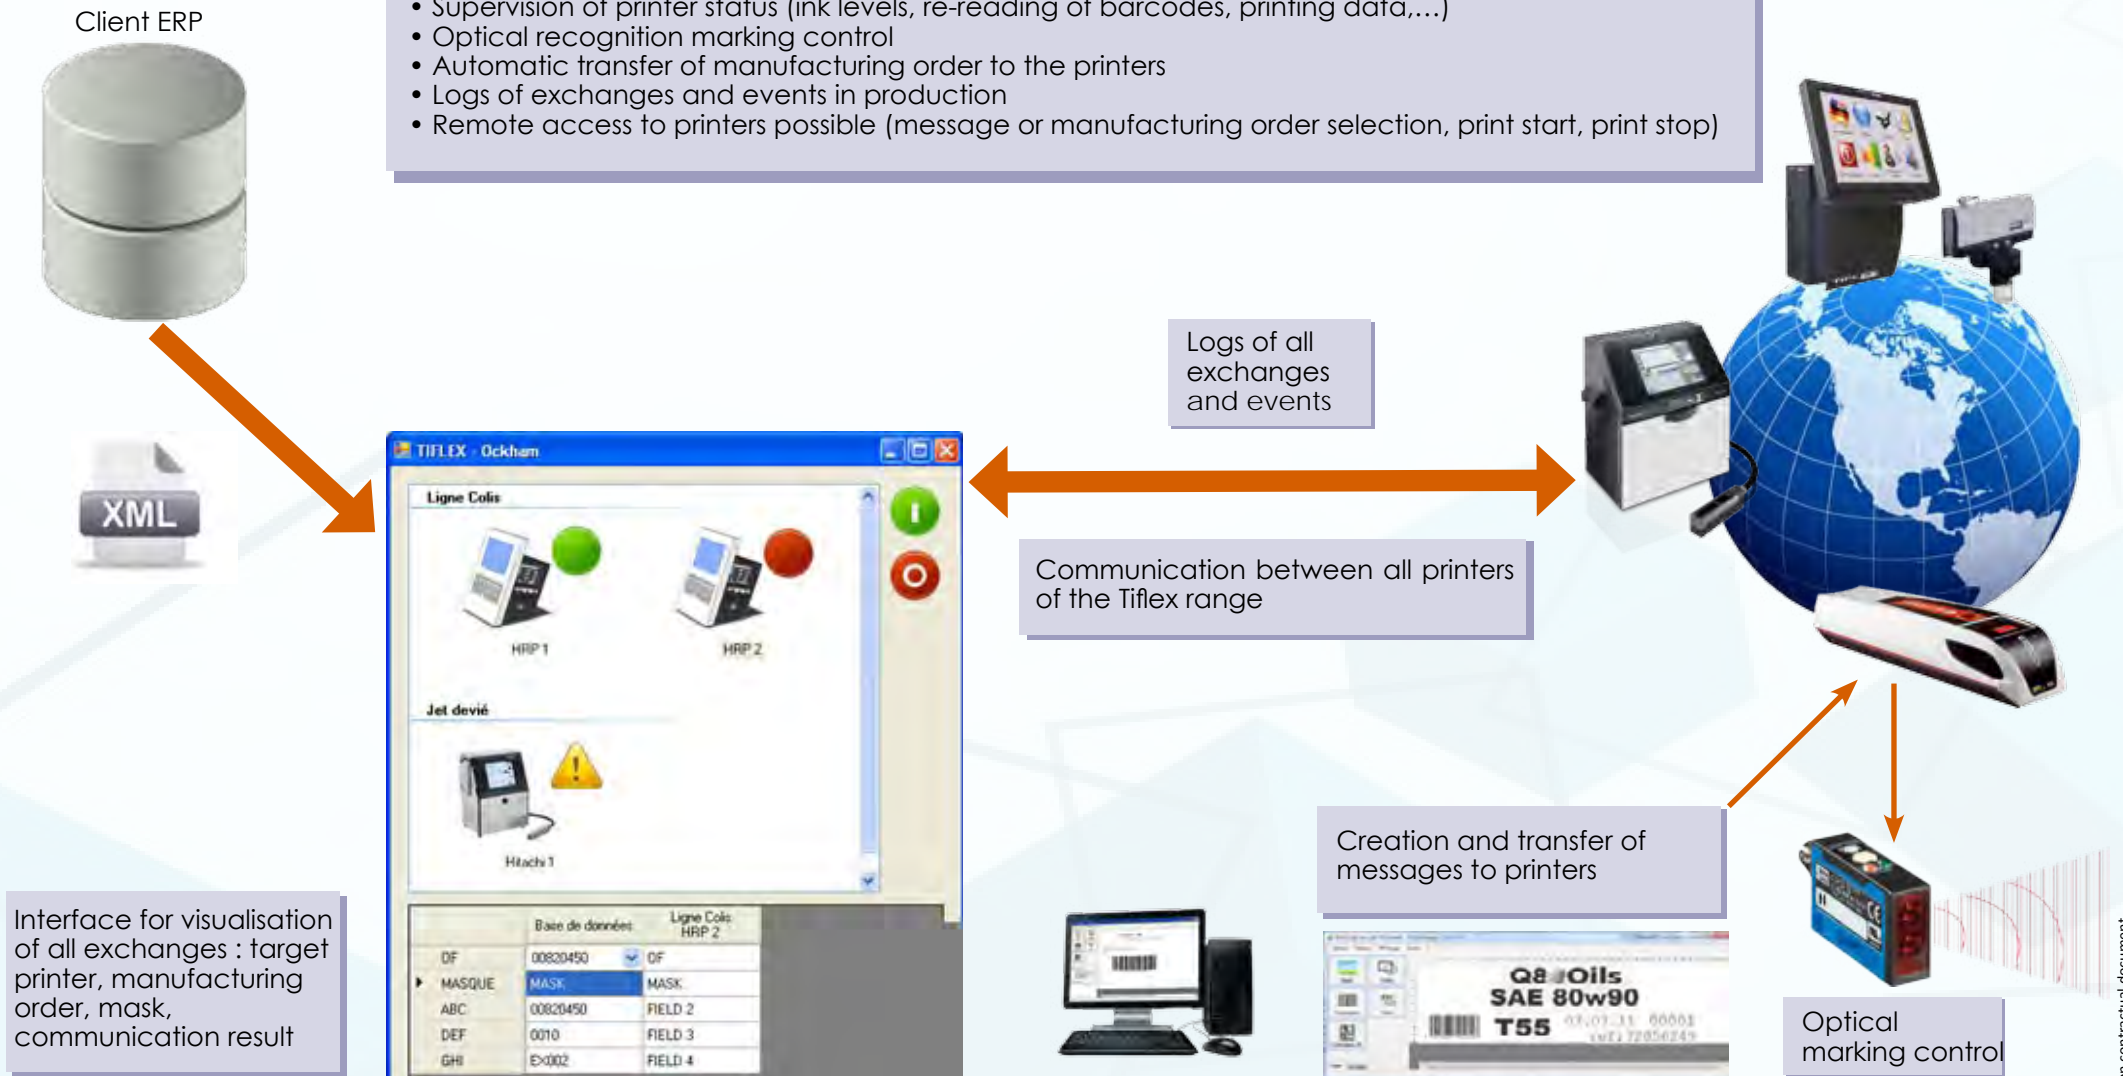 Client ERP
• Supervision of printer status (ink levels, re-reading of barcodes, printing data,…)
• Optical recognition marking control
• Automatic transfer of manufacturing order to the printers
• Logs of exchanges and events in production
• Remote access to printers possible (message or manufacturing order selection, print start, print stop)
Logs of all
exchanges
and events
XML
TIFLEX - Ockham
Ligne Colis
HRP 1
HRP 2
Jet devié
Hitachi 1
Communication between all printers
of the Tiflex range
Creation and transfer of
messages to printers
Interface for visualisation
of all exchanges : target
printer, manufacturing
order, mask,
communication result
Base de données
Ligne Colis
HRP 2
OF 00820450 OF
MASQUE MASK MASK
ABC 00820450 FIELD 2
DEF 0010 FIELD 3
GHI EX002 FIELD 4
Q8 Oils
SAE 80w90
T55
Optical
marking control
contractual document